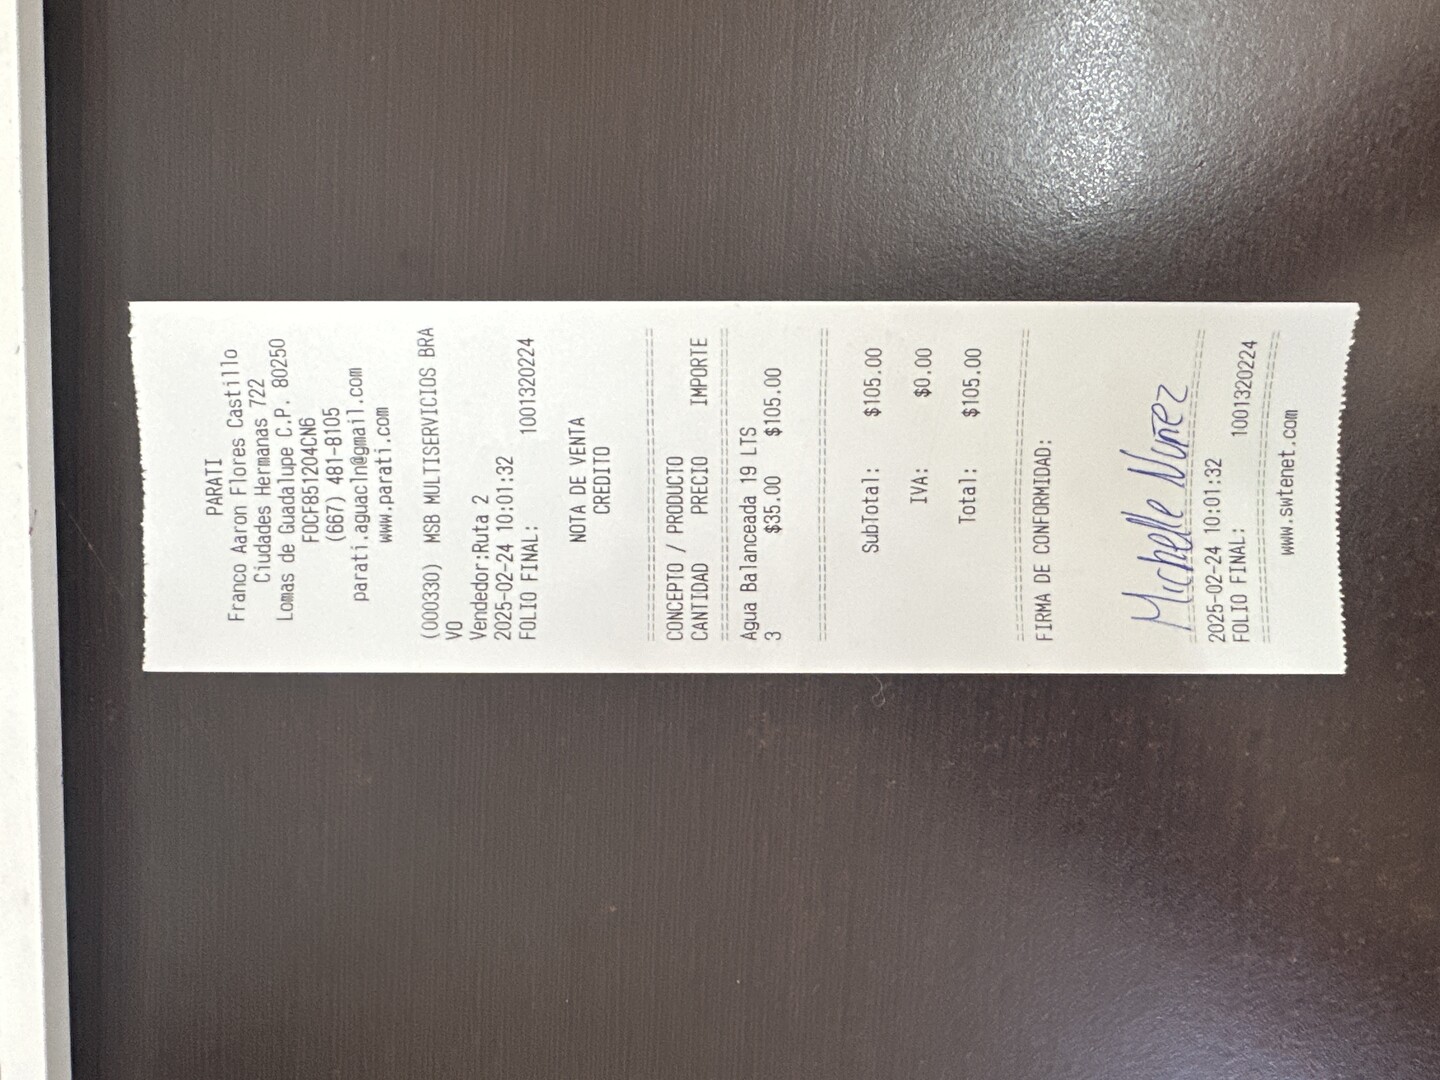 PARATI
Franco Aaron Flores Castillo
Ciudades Hermanas 722
Lomas de Guadalupe C.P. 80250
FOCF851204CN6
(667) 481-8105
parati.aguacln@gmail.com
www.parati.com
(000330) MSB MULTISERVICIOS BRA
VO
Vendedor:Ruta 2
2025-02-24 10:01:32
FOLIO FINAL: 1001320224
NOTA DE VENTA
CREDITO
================================
CONCEPTO / PRODUCTO
CANTIDAD PRECIO IMPORTE
================================
Agua Balanceada 19 LTS
3 $35.00 $105.00
================================
SubTotal: $105.00
IVA: $0.00
Total: $105.00
================================
FIRMA DE CONFORMIDAD:
Michelle Nuñez
================================
2025-02-24 10:01:32
FOLIO FINAL: 1001320224
================================
www.swtenet.com